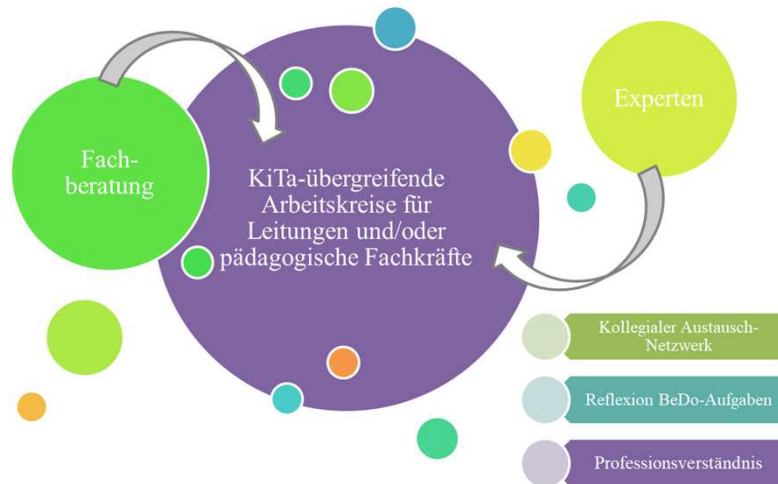 Fach-
beratung
KiTa-übergreifende
Arbeitskreise für
Leitungen und/oder
pädagogische Fachkräfte
Experten
Kollegialer Austausch-
Netzwerk
Reflexion BeDo-Aufgaben
Professionsverständnis